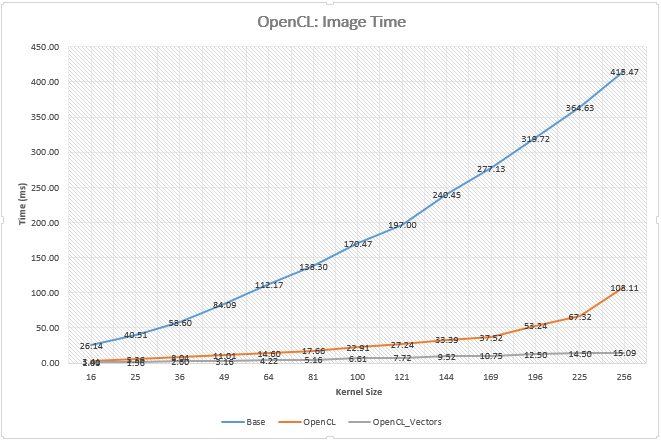 OpenCL: Image Time
450.00
400.00
350.00
300.00
250.00
200.00
150.00
100.00
50.00
0.00
Time (ms)
26.14 40.51 58.60 84.09 112.17 138.30 170.47 197.00 240.45 277.13 319.72 364.63
11.01 14.60 17.66 22.91 27.24 33.39 37.52 53.24 67.32 108.11
4.22 5.16 6.61 7.72 9.52 10.75 12.50 14.50 15.09
16 25 36 49 64 81 100 121 144 169 196 225 256
Kernel Size
Base OpenCL OpenCL_Vectors